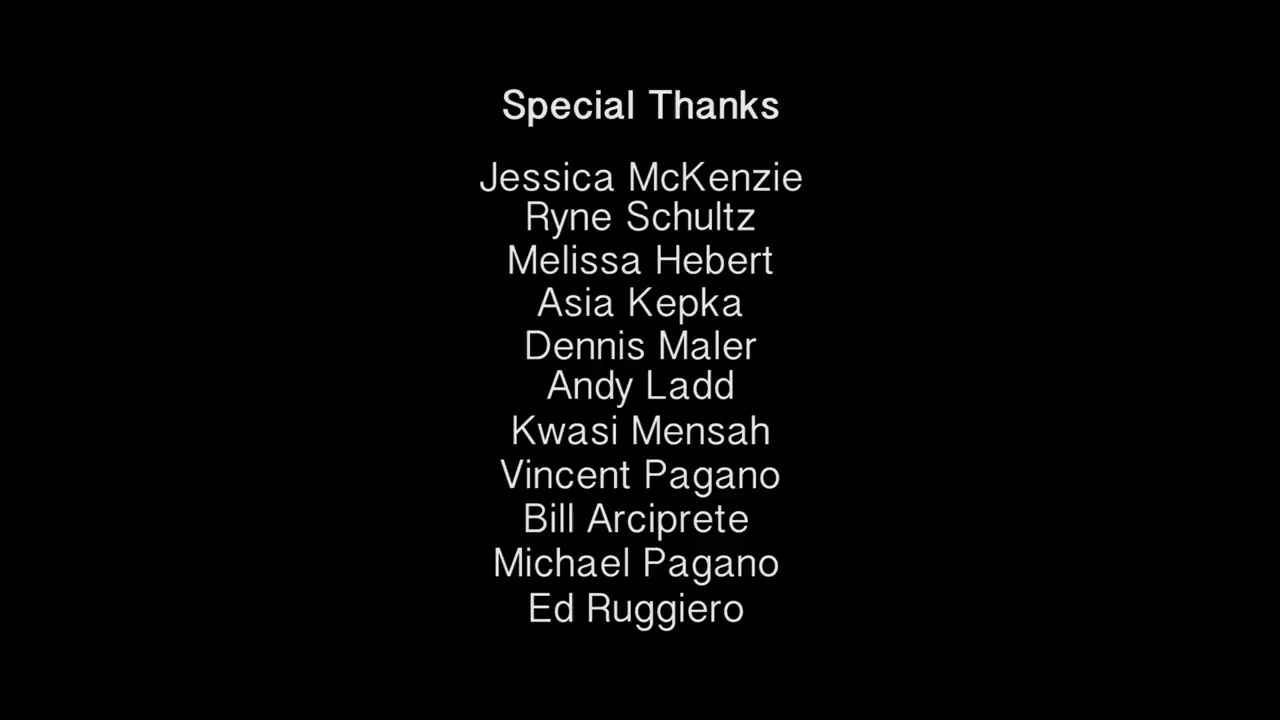 Special Thanks
Jessica McKenzie
Ryne Schultz
Melissa Hebert
Asia Kepka
Dennis Maler
Andy Ladd
Kwasi Mensah
Vincent Pagano
Bill Arciprete
Michael Pagano
Ed Ruggiero